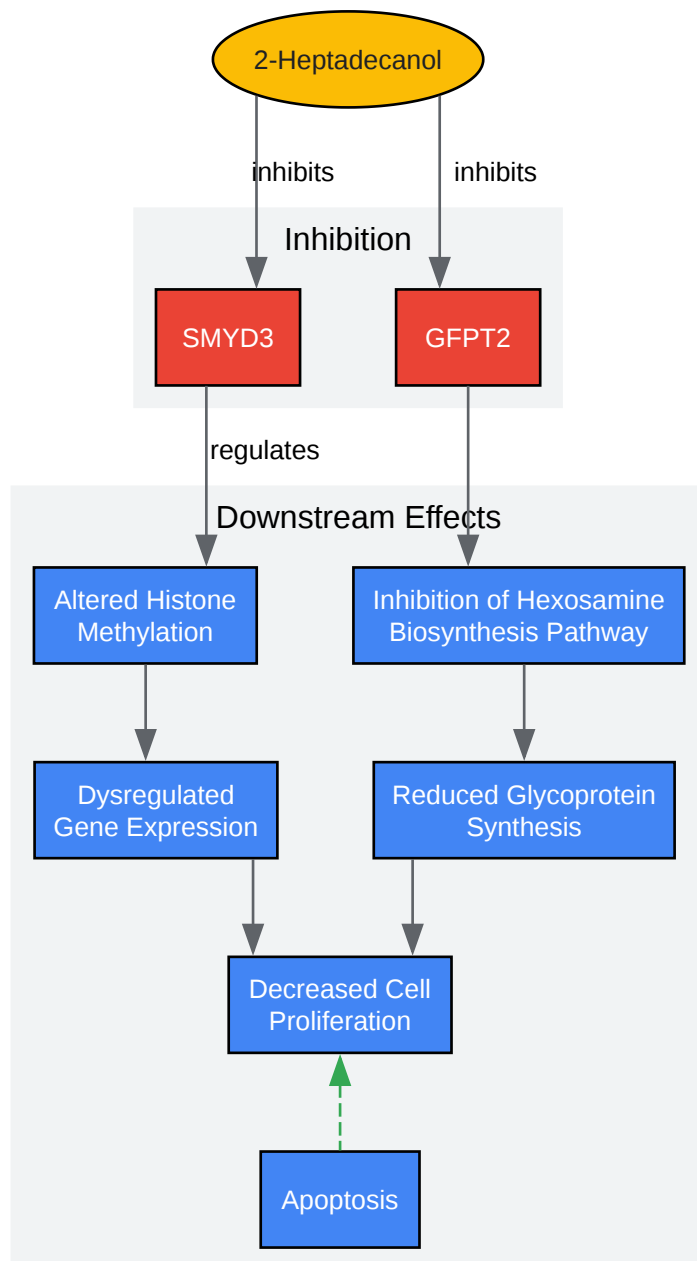 2-Heptadecanol
inhibits
inhibits
Inhibition
SMYD3
GFPT2
regulates
Downstream Effects
Altered Histone
Methylation
Inhibition of Hexosamine
Biosynthesis Pathway
Dysregulated
Gene Expression
Reduced Glycoprotein
Synthesis
Decreased Cell
Proliferation
Apoptosis